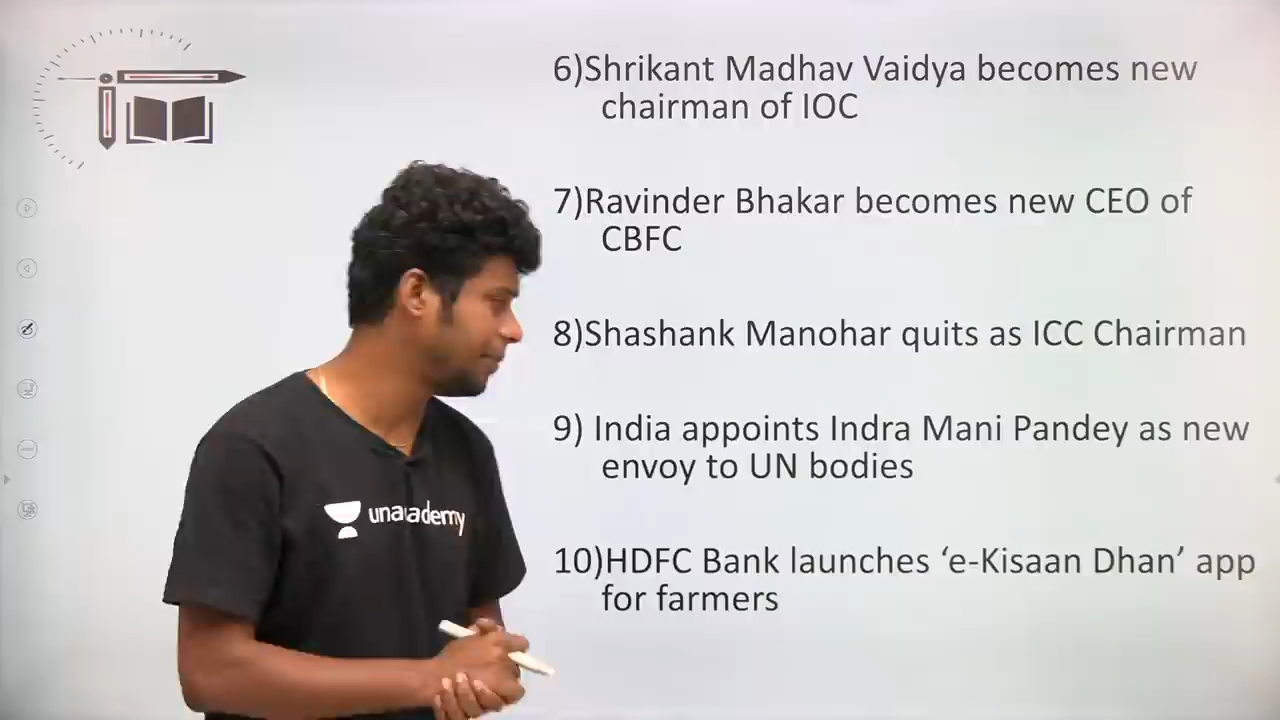 6)Shrikant Madhav Vaidya becomes new
chairman of IOC
7)Ravinder Bhakar becomes new CEO of
CBFC
8)Shashank Manohar quits as ICC Chairman
9) India appoints Indra Mani Pandey as new
envoy to UN bodies
10)HDFC Bank launches ‘e-Kisaan Dhan’ app
for farmers
unacademy